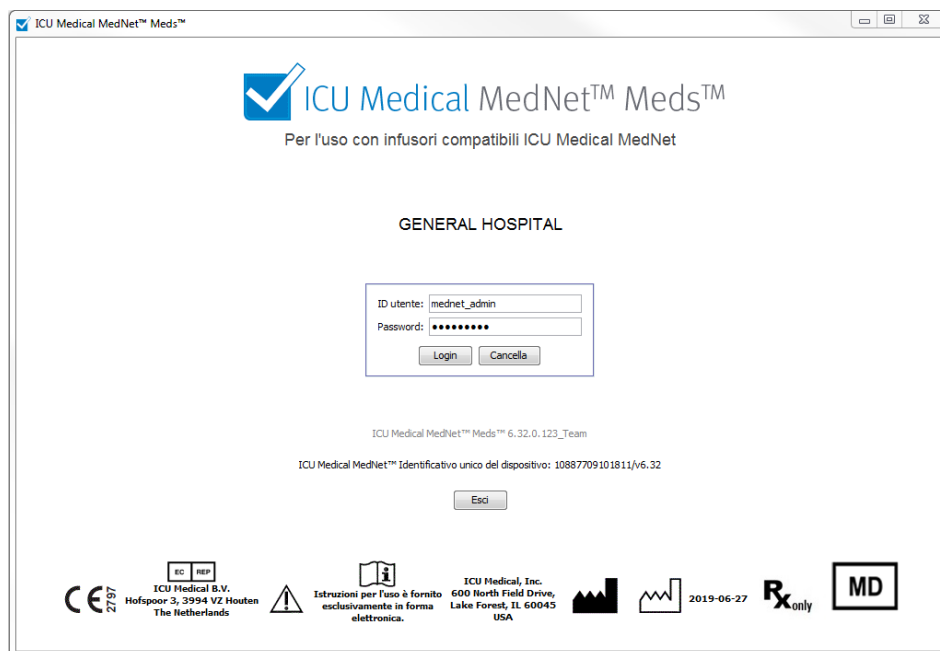 ICU Medical MedNet™ Meds™
ICU Medical MedNet™ Meds™
Per l'uso con infusori compatibili ICU Medical MedNet
GENERAL HOSPITAL
ID utente: mednet_admin
Password: •••••••••
Login Cancella
ICU Medical MedNet™ Meds™ 6.32.0.123_Team
ICU Medical MedNet™ Identificativo unico del dispositivo: 10887709101811/v6.32
Esci
CE 2797
EC REP
ICU Medical B.V.
Hofspoor 3, 3994 VZ Houten
The Netherlands
Istruzioni per l'uso è fornito
esclusivamente in forma
elettronica.
ICU Medical, Inc.
600 North Field Drive,
Lake Forest, IL 60045
USA
2019-06-27
Rx only
MD